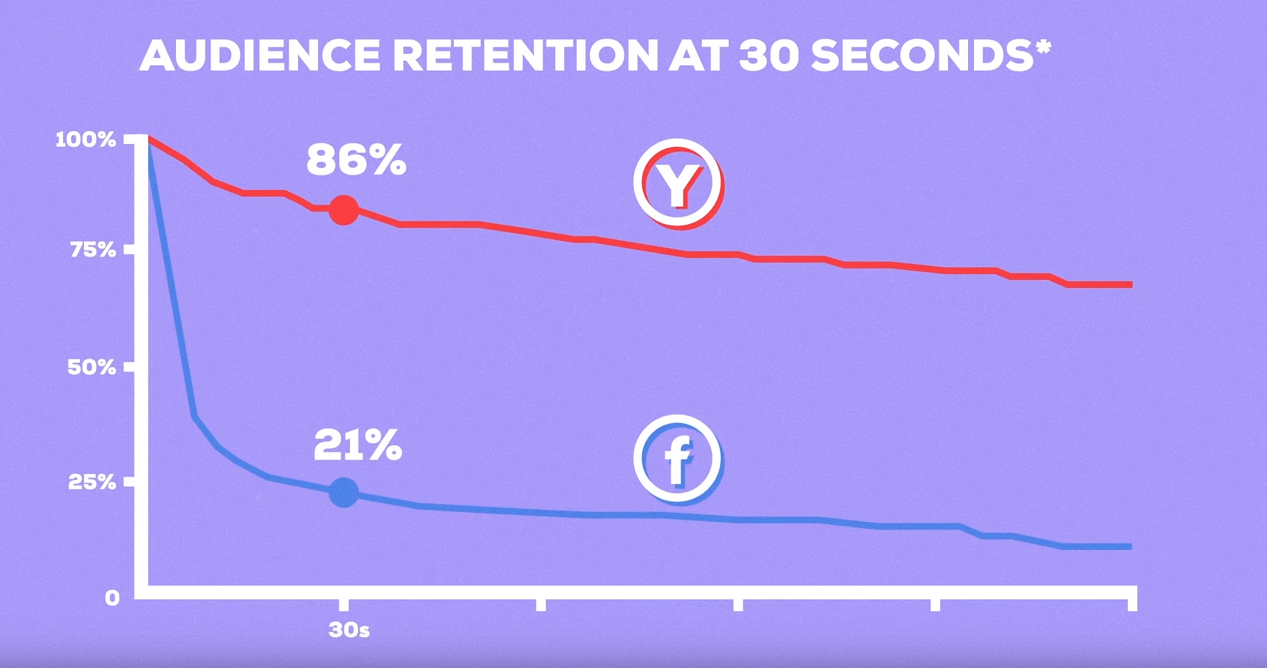 AUDIENCE RETENTION AT 30 SECONDS*
100%
86%
Y
75%
50%
21%
f
25%
0
30s